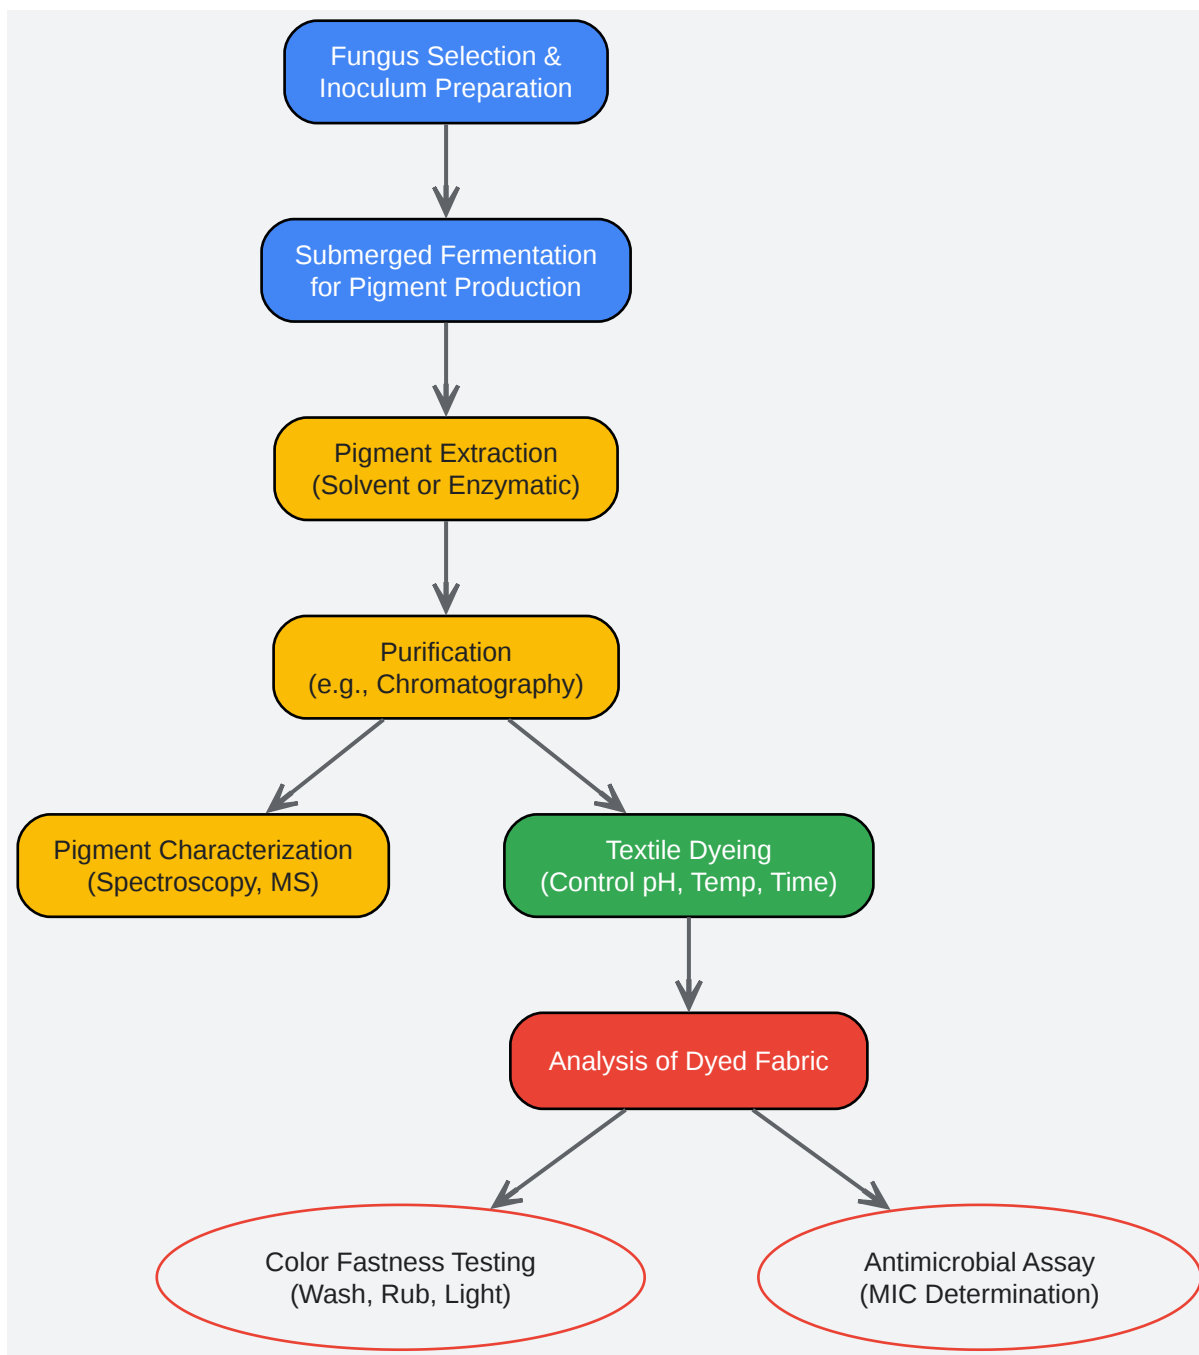 Fungus Selection &
Inoculum Preparation
Submerged Fermentation
for Pigment Production
Pigment Extraction
(Solvent or Enzymatic)
Purification
(e.g., Chromatography)
Pigment Characterization
(Spectroscopy, MS)
Textile Dyeing
(Control pH, Temp, Time)
Analysis of Dyed Fabric
Color Fastness Testing
(Wash, Rub, Light)
Antimicrobial Assay
(MIC Determination)